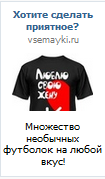 Хотите сделать
приятное?
vsemayki.ru
ЛЮБЛЮ
СВОЮ
ЖЕНУ
Множество
необычных
футболок на любой
вкус!